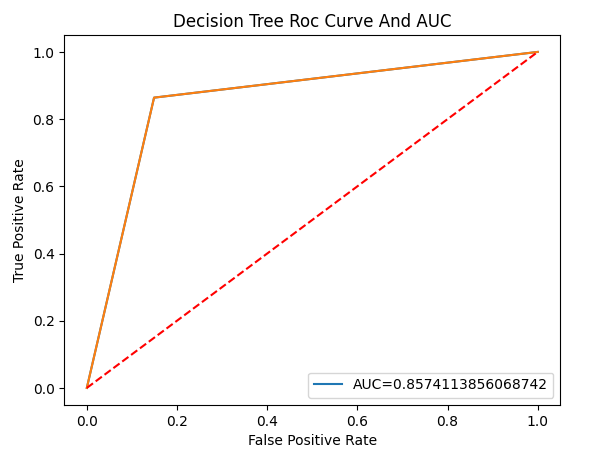 Decision Tree Roc Curve And AUC
1.0
0.8
0.6
0.4
0.2
0.0
True Positive Rate
AUC=0.8574113856068742
0.0 0.2 0.4 0.6 0.8 1.0
False Positive Rate